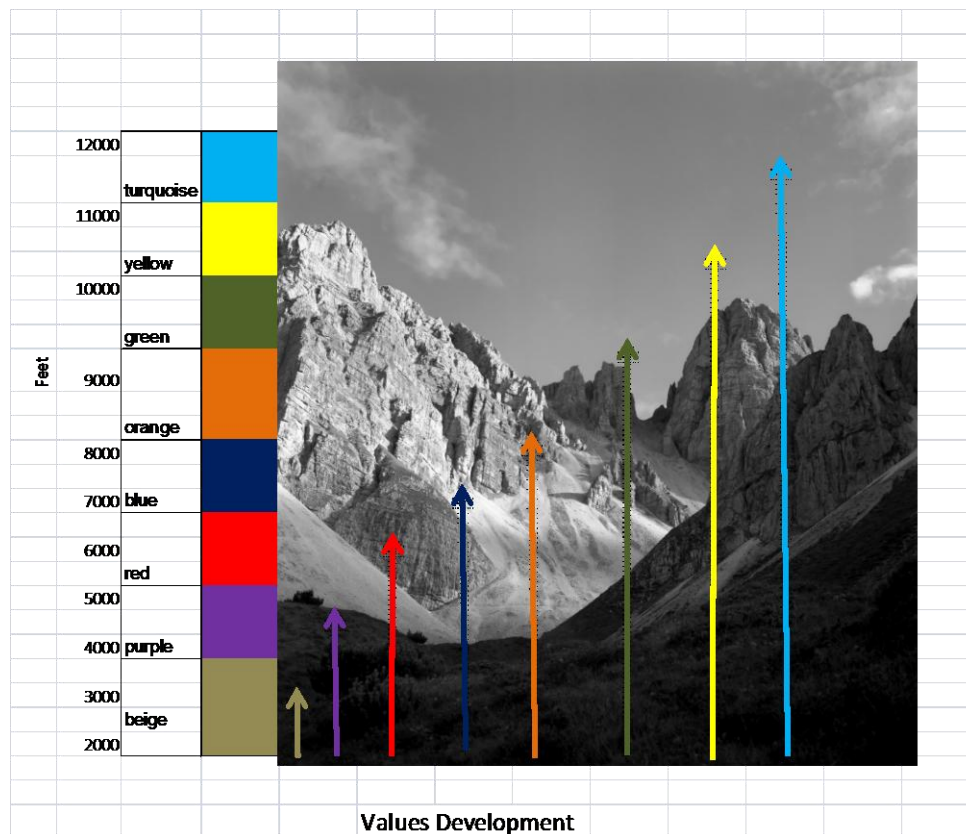 12000
turquoise
11000
yellow
10000
green
Feet
9000
orange
8000
7000 blue
6000
red
5000
4000 purple
3000
beige
2000
Values Development